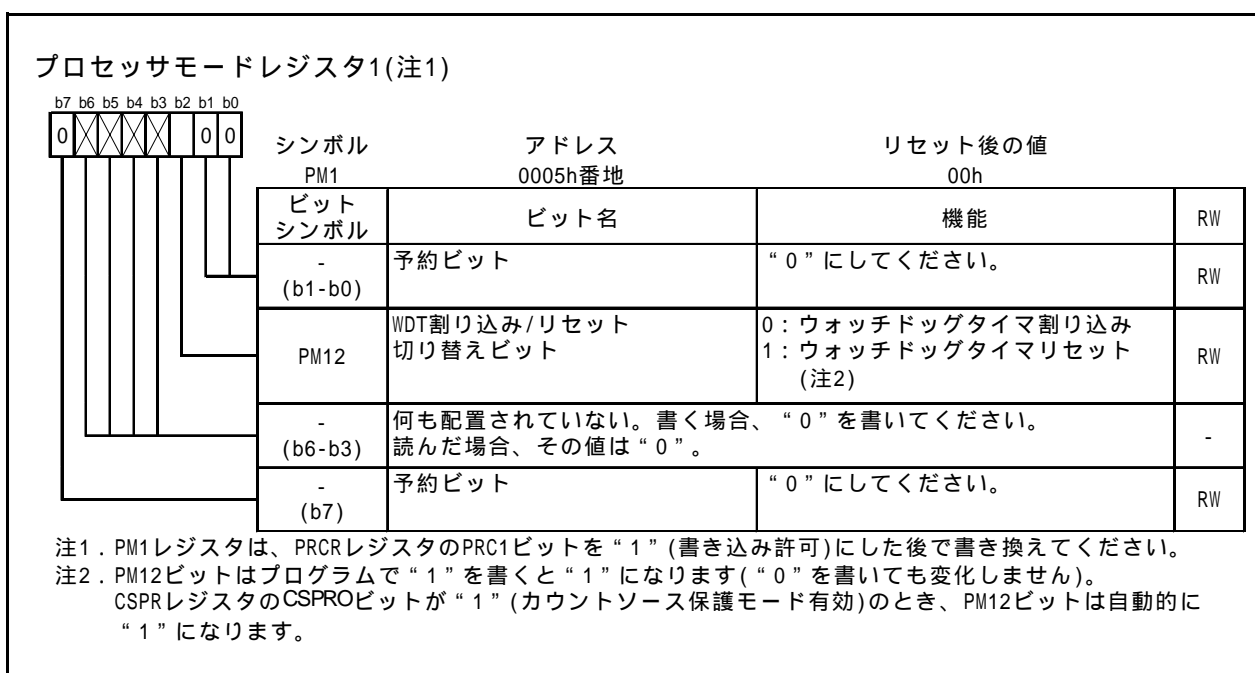 プロセッサモードレジスタ1(注1)
b7 b6 b5 b4 b3 b2 b1 b0
0 0 0
シンボル アドレス リセット後の値
PM1 0005h番地 00h
ビット
シンボル ビット名 機能 RW
-
(b1-b0) 予約ビット “0”にしてください。 RW
PM12 WDT割り込み/リセット
切り替えビット 0:ウォッチドッグタイマ割り込み
1:ウォッチドッグタイマリセット
(注2) RW
-
(b6-b3) 何も配置されていない。書く場合、“0”を書いてください。
読んだ場合、その値は“0”。 -
-
(b7) 予約ビット “0”にしてください。 RW
注1.PM1レジスタは、PRCRレジスタのPRC1ビットを“1”(書き込み許可)にした後で書き換えてください。
注2.PM12ビットはプログラムで“1”を書くと“1”になります(“0”を書いても変化しません)。
CSPRレジスタのCSPROビットが“1”(カウントソース保護モード有効)のとき、PM12ビットは自動的に
“1”になります。